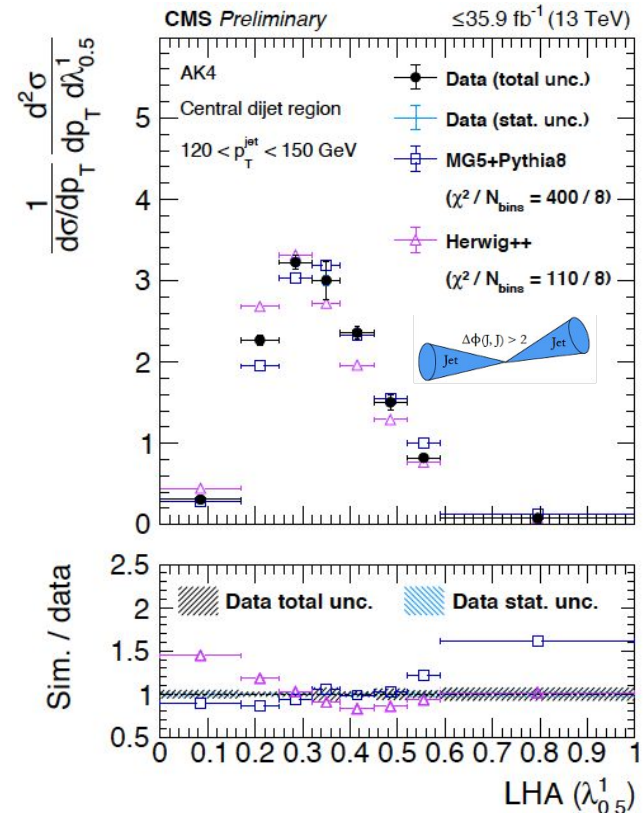 CMS Preliminary ≤35.9 fb⁻¹ (13 TeV)
1 / dσ/dp_T d²σ / dp_T dλ¹_0.5
AK4
Central dijet region
120 < p_T^jet < 150 GeV
Data (total unc.)
Data (stat. unc.)
MG5+Pythia8
(χ² / N_bins = 400 / 8)
Herwig++
(χ² / N_bins = 110 / 8)
Δϕ(J, J) > 2
Jet
Jet
5
4
3
2
1
0
Sim. / data
2.5
2
1.5
1
0.5
Data total unc.
Data stat. unc.
0 0.1 0.2 0.3 0.4 0.5 0.6 0.7 0.8 0.9 1
LHA (λ¹_0.5)